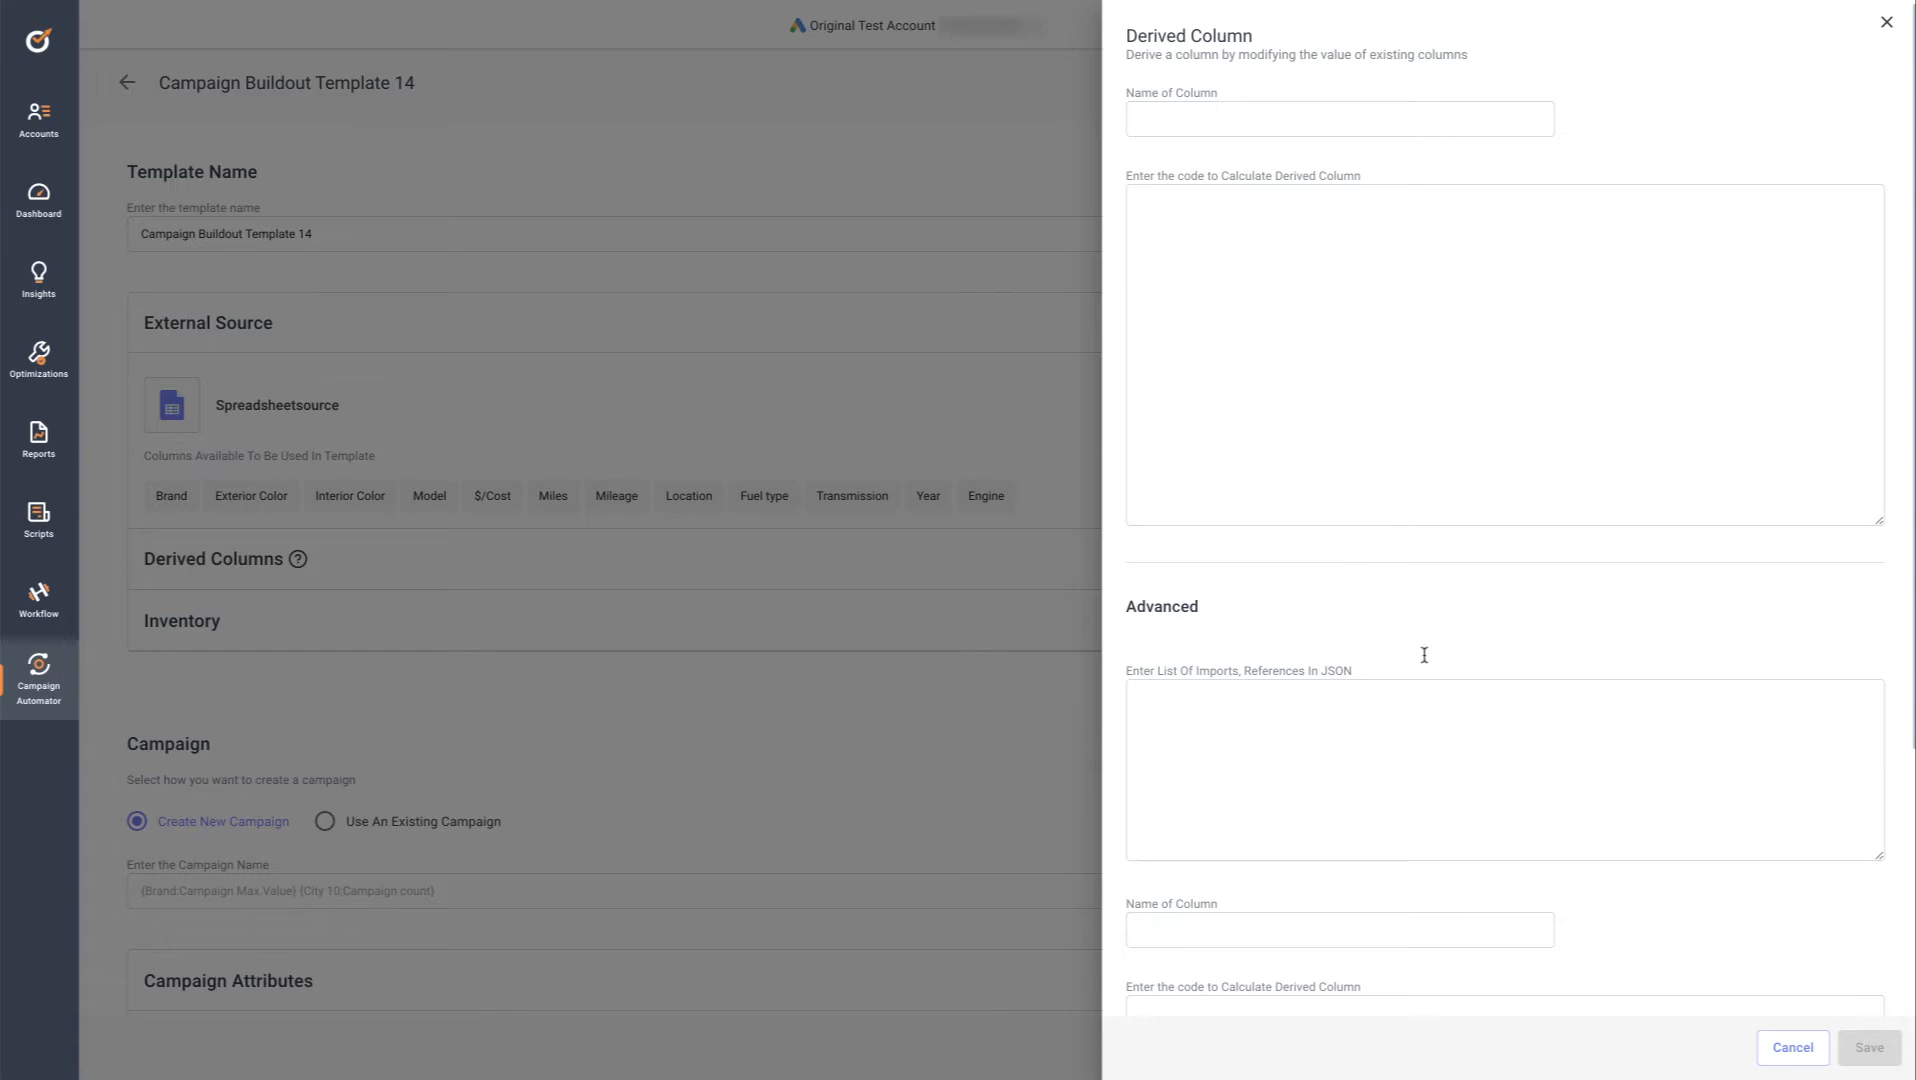 Original Test Account
Accounts
Dashboard
Insights
Optimizations
Reports
Scripts
Workflow
Campaign
Automator
Campaign Buildout Template 14
Template Name
Enter the template name
Campaign Buildout Template 14
External Source
Spreadsheetsource
Columns Available To Be Used In Template
Brand Exterior Color Interior Color Model $/Cost Miles Mileage Location Fuel type Transmission Year Engine
Derived Columns ?
Inventory
Campaign
Select how you want to create a campaign
Create New Campaign Use An Existing Campaign
Enter the Campaign Name
{Brand:Campaign Max.Value} {City 10;Campaign count}
Campaign Attributes
Derived Column
Derive a column by modifying the value of existing columns
Name of Column
Enter the code to Calculate Derived Column
Advanced
Enter List Of Imports, References In JSON
Name of Column
Enter the code to Calculate Derived Column
Cancel Save